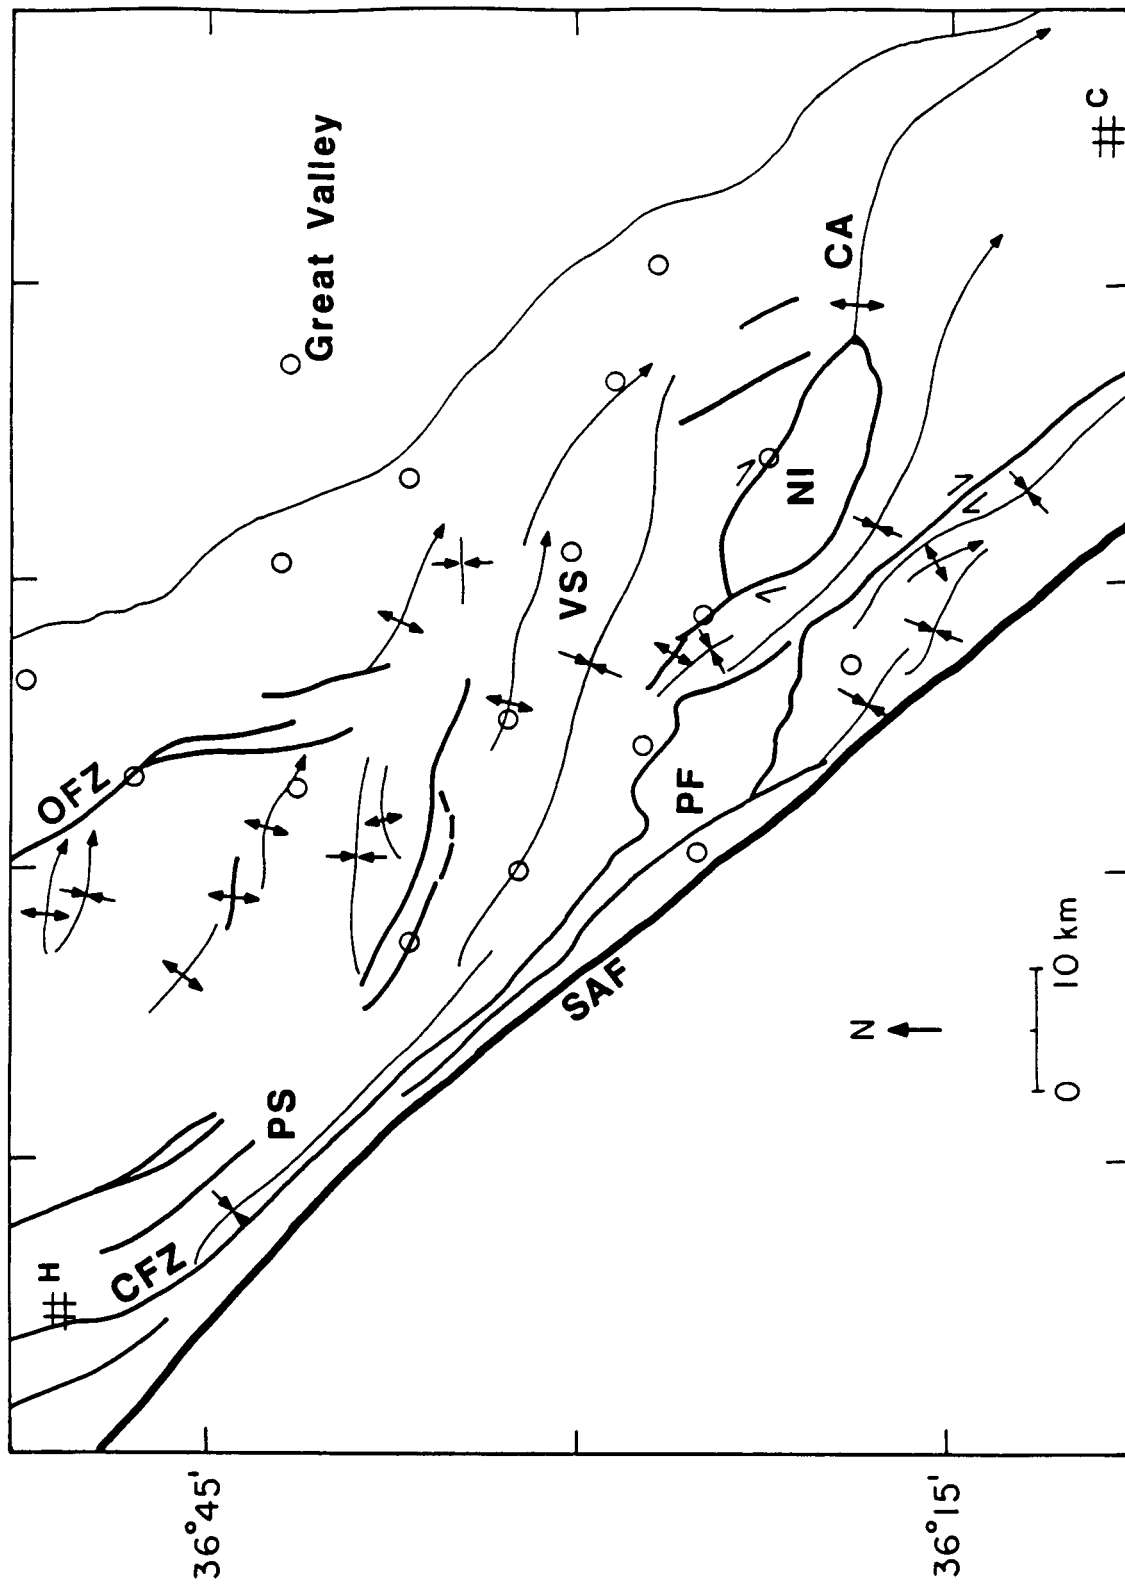 OFZ
Great Valley
H
CFZ
PS
VS
CA
NI
PF
SAF
C
N
0 10 km
36°45'
36°15'